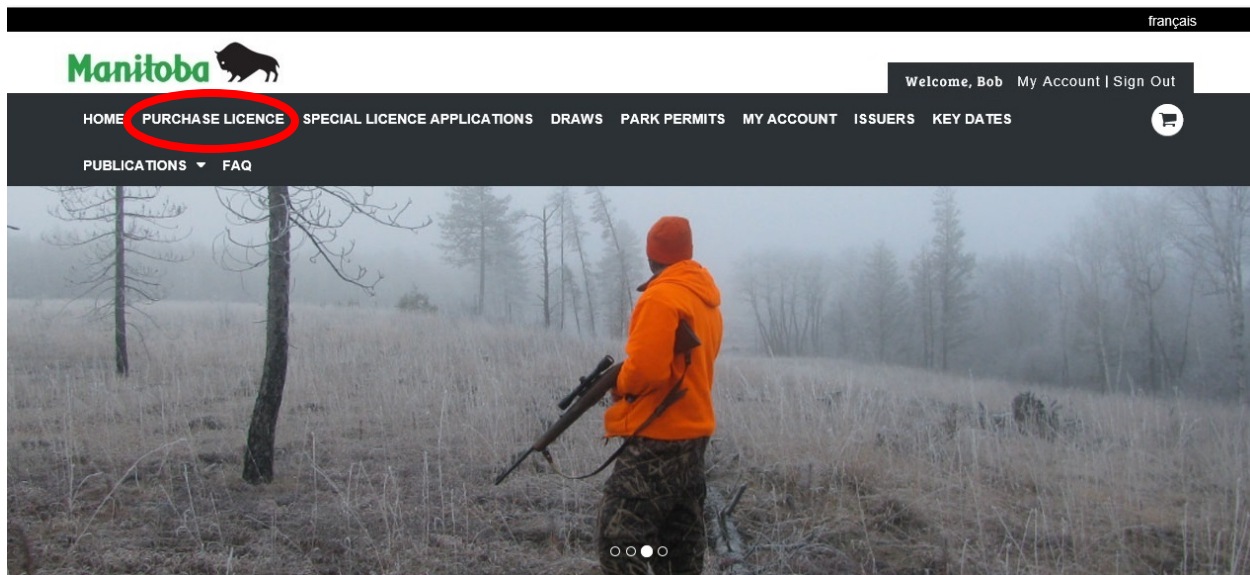 français
Manitoba
Welcome, Bob My Account | Sign Out
HOME PURCHASE LICENCE SPECIAL LICENCE APPLICATIONS DRAWS PARK PERMITS MY ACCOUNT ISSUERS KEY DATES
PUBLICATIONS FAQ